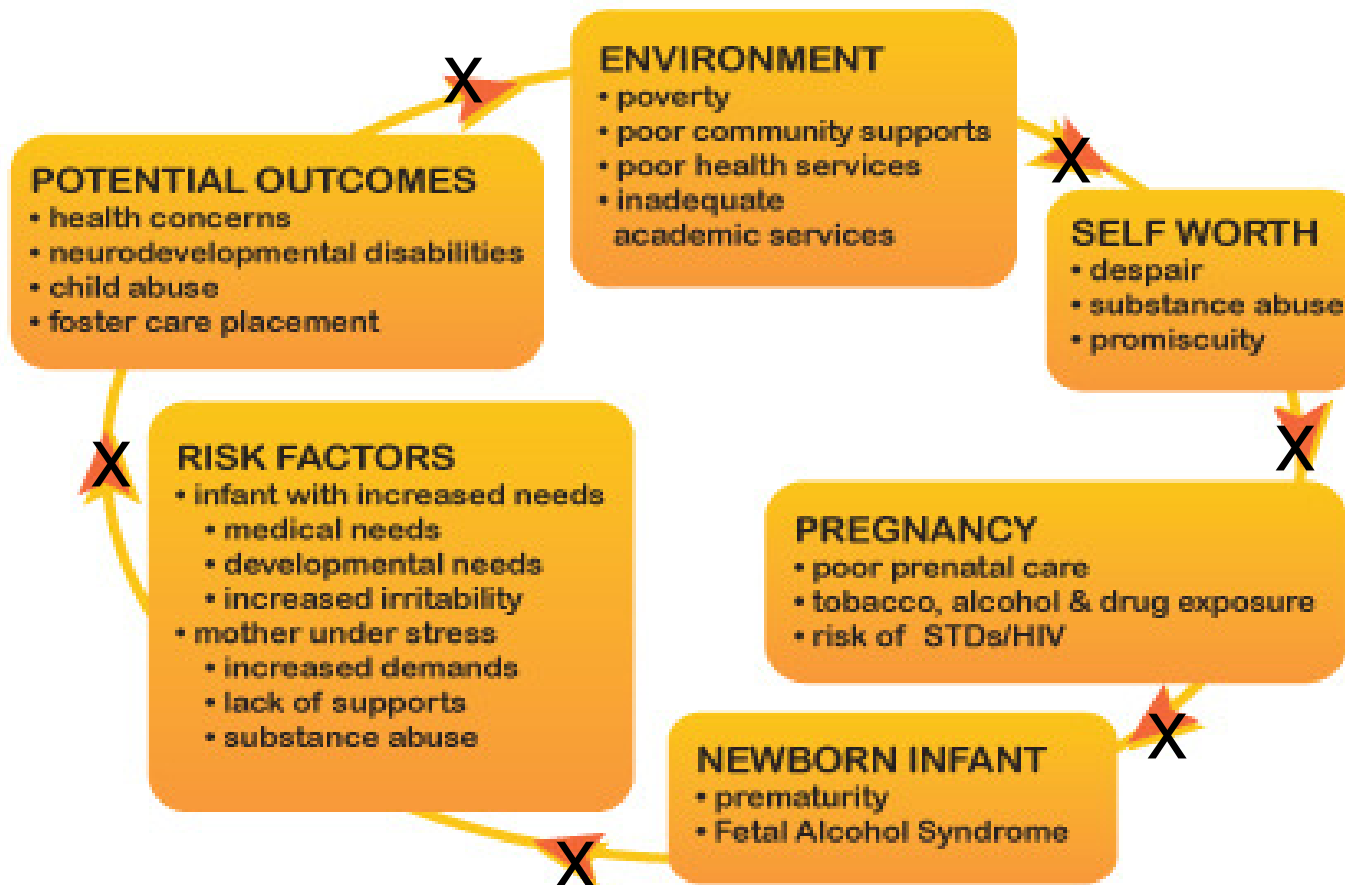 X
ENVIRONMENT
• poverty
• poor community supports
• poor health services
• inadequate
academic services
X
SELF WORTH
• despair
• substance abuse
• promiscuity
X
PREGNANCY
• poor prenatal care
• tobacco, alcohol & drug exposure
• risk of STDs/HIV
X
NEWBORN INFANT
• prematurity
• Fetal Alcohol Syndrome
X
RISK FACTORS
• infant with increased needs
• medical needs
• developmental needs
• increased irritability
• mother under stress
• increased demands
• lack of supports
• substance abuse
X
POTENTIAL OUTCOMES
• health concerns
• neurodevelopmental disabilities
• child abuse
• foster care placement